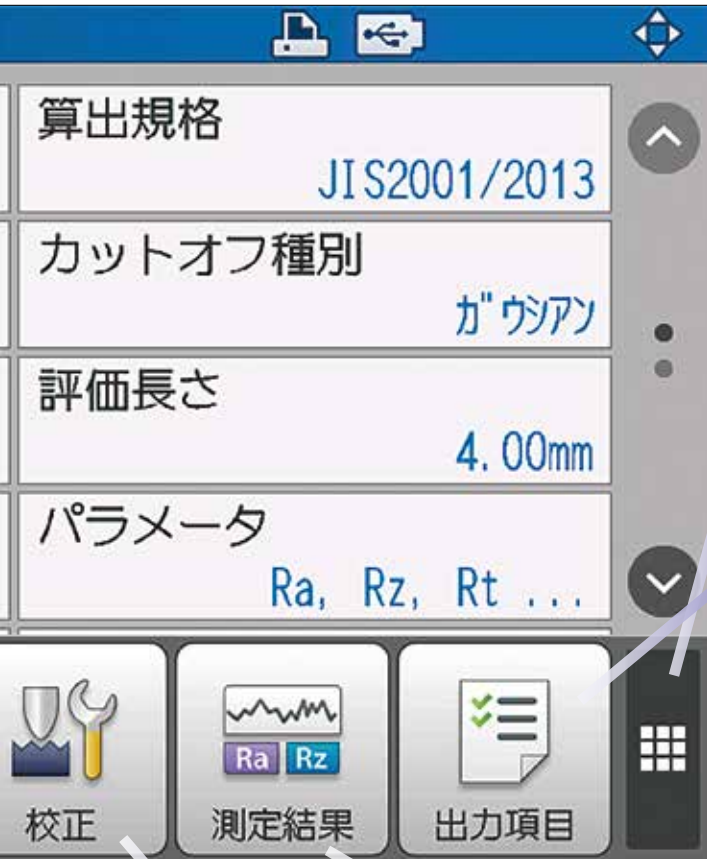 算出規格
JIS2001/2013
カットオフ種別
ガウシアン
評価長さ
4.00mm
パラメータ
Ra, Rz, Rt ...
Ra Rz
校正
測定結果
出力項目